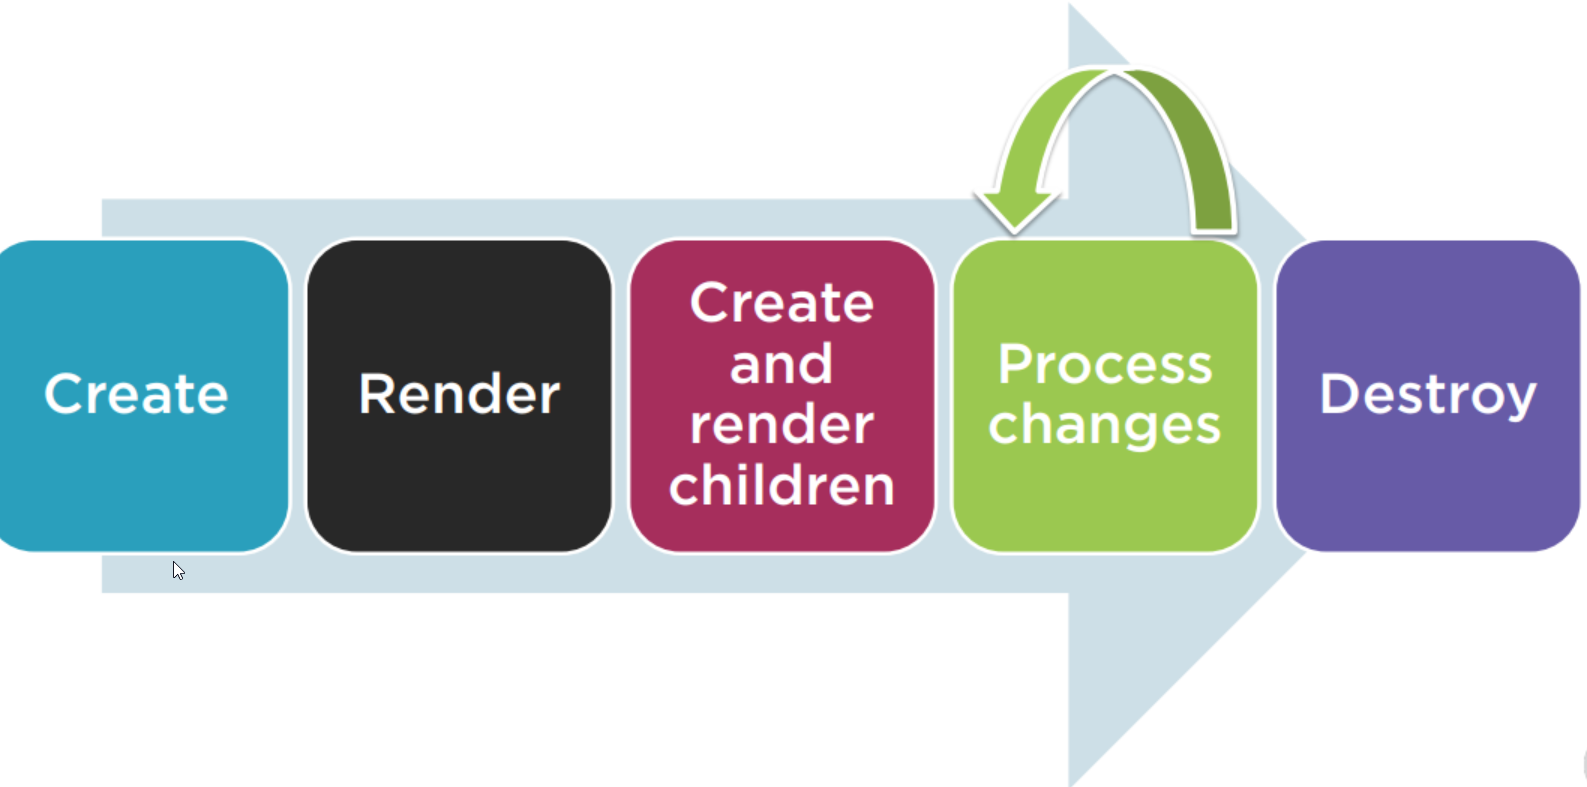 Create
Render
Create
and
render
children
Process
changes
Destroy